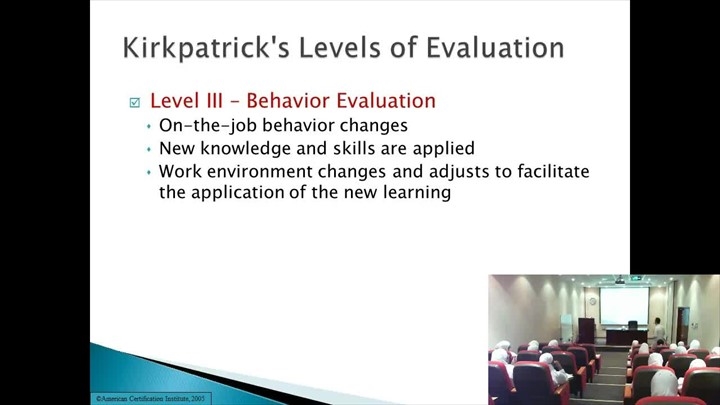 Kirkpatrick's Levels of Evaluation
Level III – Behavior Evaluation
On-the-job behavior changes
New knowledge and skills are applied
Work environment changes and adjusts to facilitate
the application of the new learning
©American Certification Institute, 2005